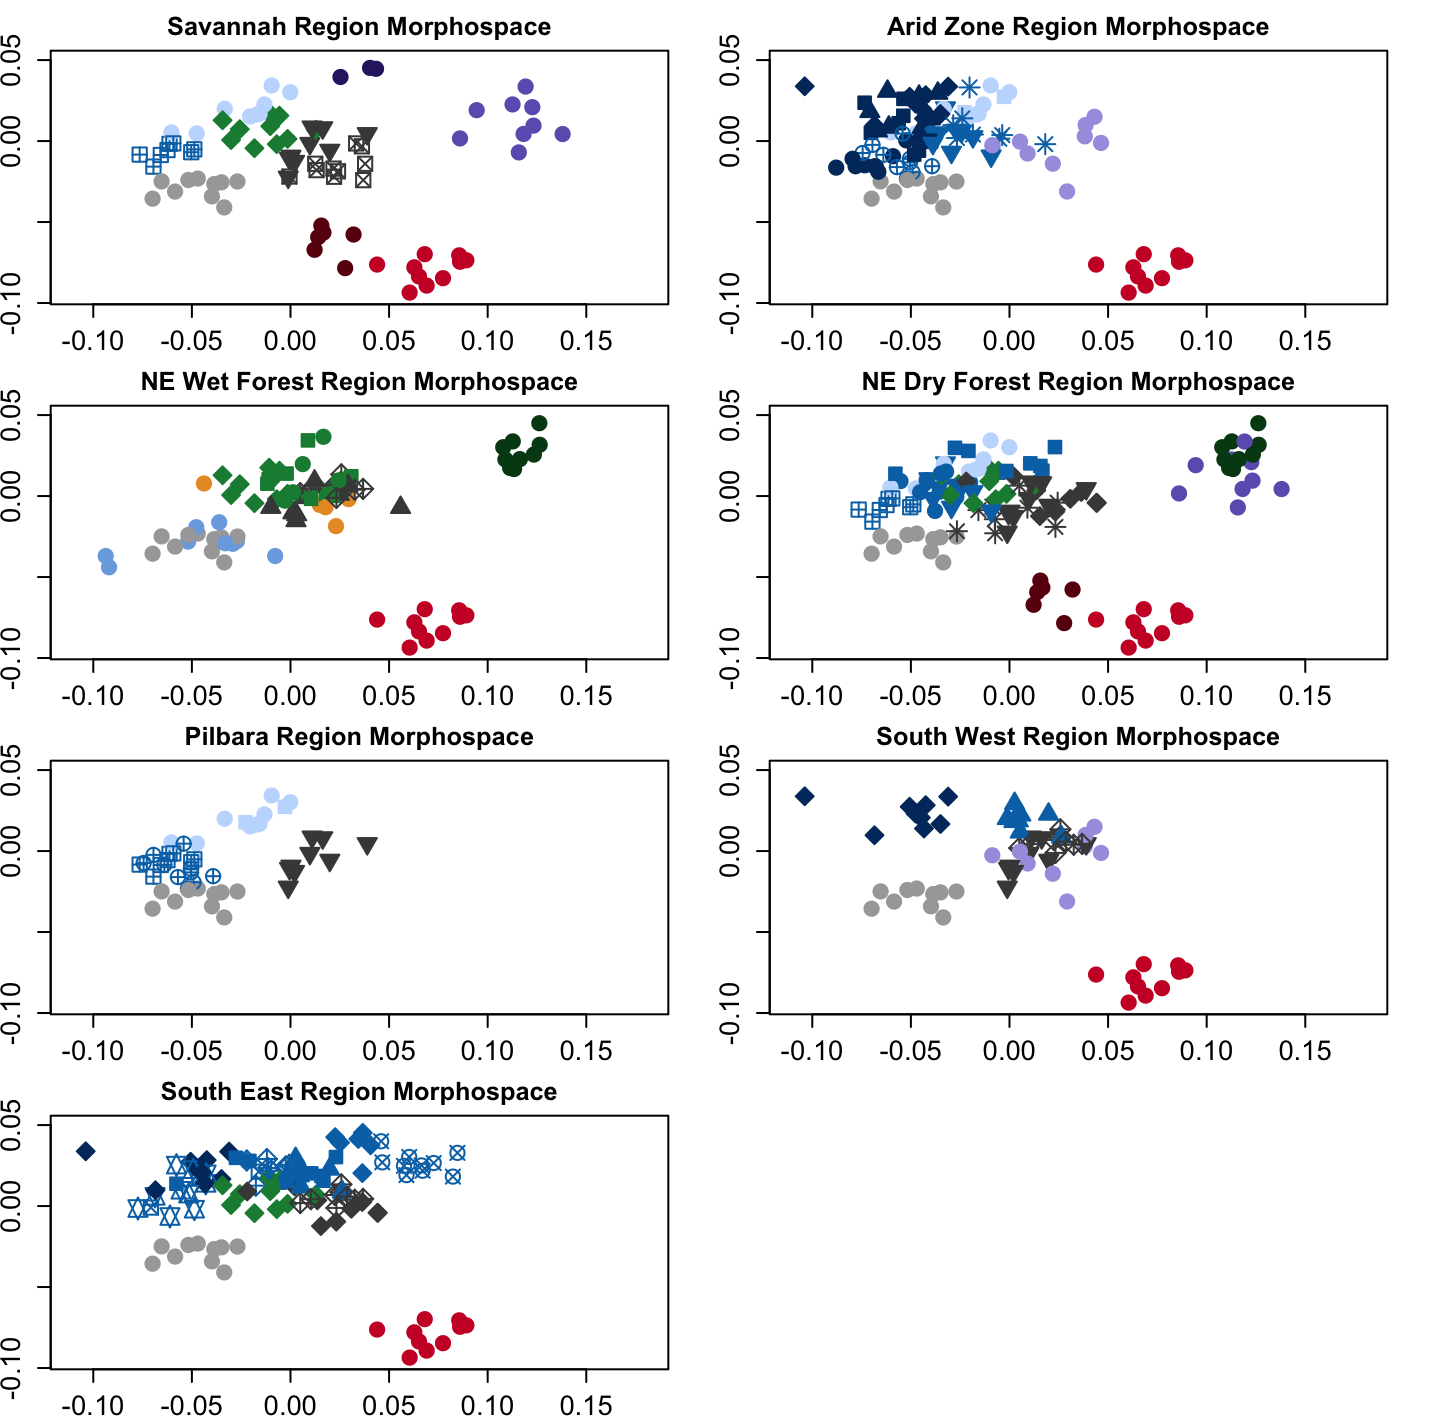 Savannah Region Morphospace
0.05
0.00
-0.10
-0.10 -0.05 0.00 0.05 0.10 0.15
Arid Zone Region Morphospace
0.05
0.00
-0.10
-0.10 -0.05 0.00 0.05 0.10 0.15
NE Wet Forest Region Morphospace
0.05
0.00
-0.10
-0.10 -0.05 0.00 0.05 0.10 0.15
NE Dry Forest Region Morphospace
0.05
0.00
-0.10
-0.10 -0.05 0.00 0.05 0.10 0.15
Pilbara Region Morphospace
0.05
0.00
-0.10
-0.10 -0.05 0.00 0.05 0.10 0.15
South West Region Morphospace
0.05
0.00
-0.10
-0.10 -0.05 0.00 0.05 0.10 0.15
South East Region Morphospace
0.05
0.00
-0.10
-0.10 -0.05 0.00 0.05 0.10 0.15